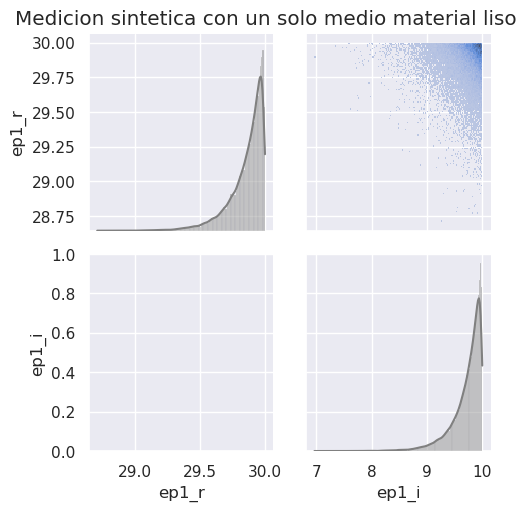 Medicion sintetica con un solo medio material liso
30.00
29.75
29.50
29.25
29.00
28.75
ep1_r
1.0
0.8
0.6
0.4
0.2
0.0
ep1_i
29.0 29.5 30.0
7 8 9 10
ep1_r
ep1_i